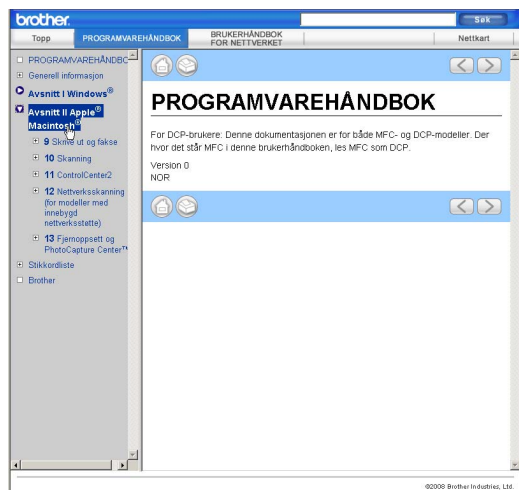 brother.
Søk
Topp
PROGRAMVAREHÅNDBOK
BRUKERHÅNDBOK
FOR NETTVERKET
Nettkart
PROGRAMVAREHÅNDBC
Generell informasjon
Avsnitt I Windows®
Avsnitt II Apple®
Macintosh®
9 Skrive ut og fakse
10 Skanning
11 ControlCenter2
12 Nettverksskanning
(for modeller med
innebygd
nettverksstøtte)
13 Fjernoppsett og
PhotoCapture Center™
Stikkordliste
Brother
PROGRAMVAREHÅNDBOK
For DCP-brukere: Denne dokumentasjonen er for både MFC- og DCP-modeller. Der
hvor det står MFC i denne brukerhåndboken, les MFC som DCP.
Version 0
NOR
©2008 Brother Industries, Ltd.